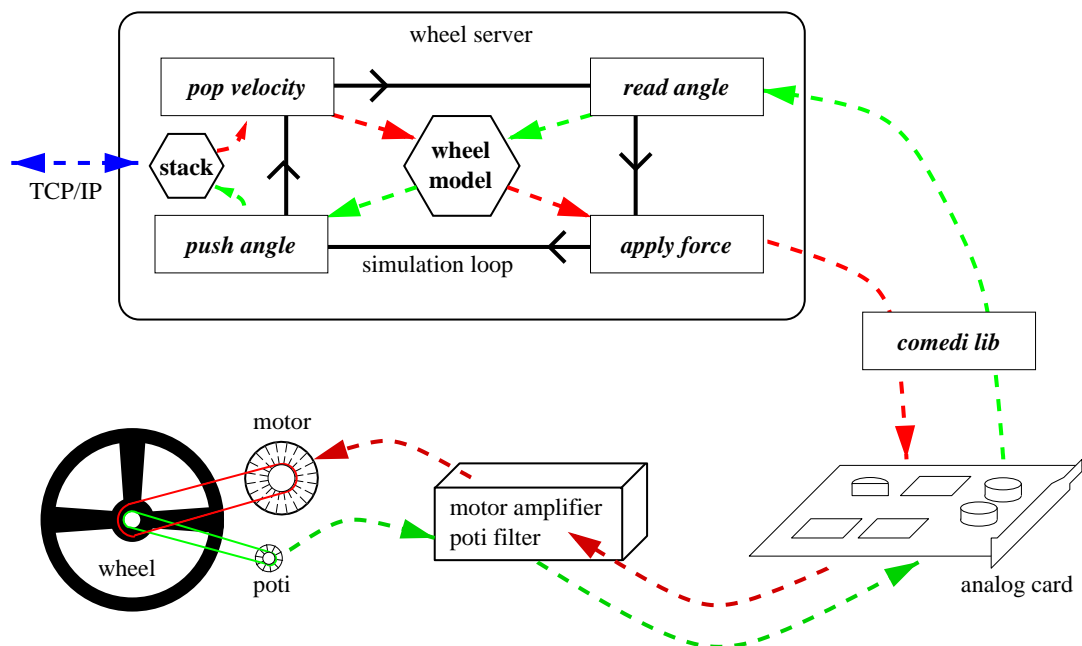 wheel server
pop velocity
read angle
stack
wheel
model
TCP/IP
push angle
apply force
simulation loop
comedi lib
motor
motor amplifier
poti filter
wheel
poti
analog card